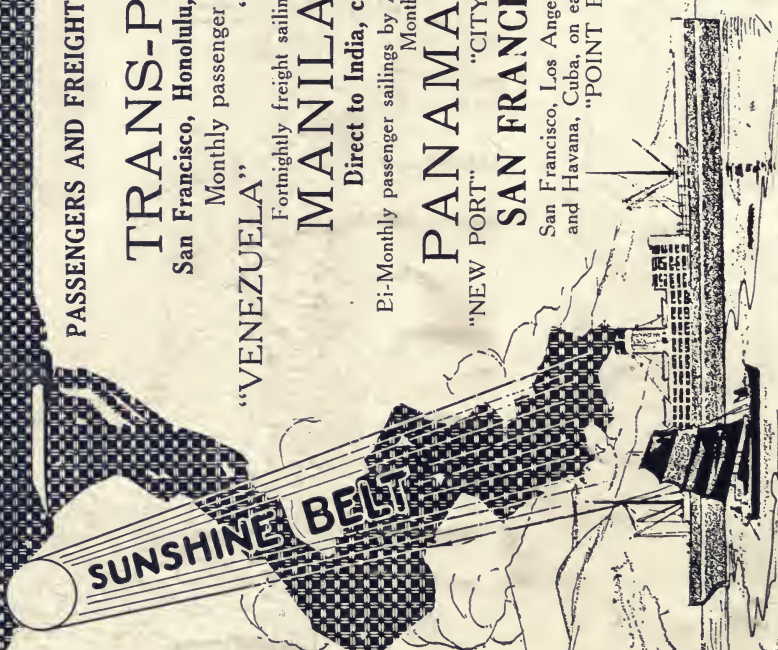 PASSENGERS AND FREIGHT
TRANS-P
San Francisco, Honolulu,
Monthly passenger
"VENEZUELA" "
Fortnightly freight sailin
MANILA
Direct to India, c
Bi-Monthly passenger sailings by A
Month
PANAMA
"NEW PORT" "CITY
SAN FRANC
San Francisco, Los Ange
and Havana, Cuba, on ea
"POINT B
SUNSHINE BELT